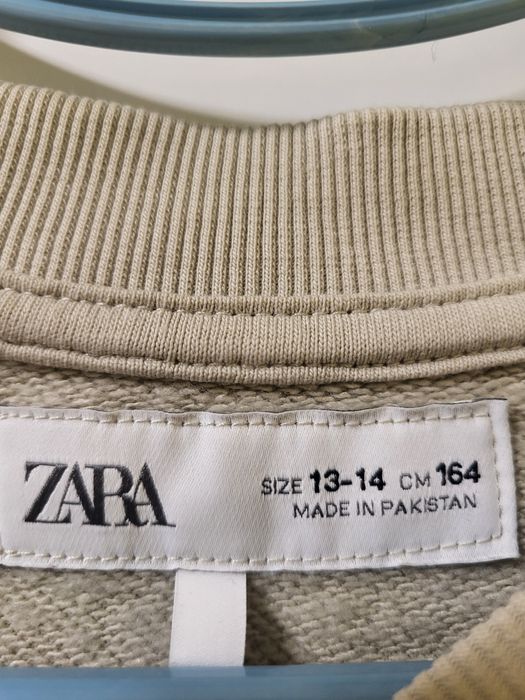 ZARA
SIZE 13-14 CM 164
MADE IN PAKISTAN